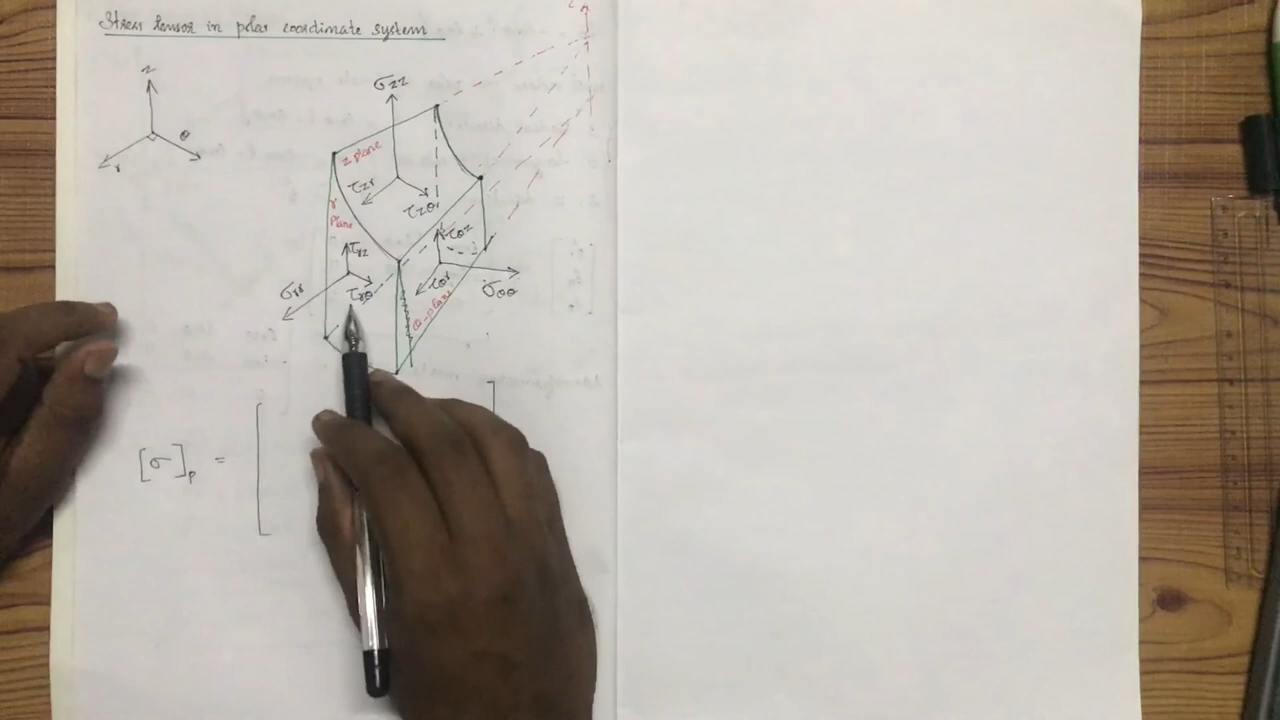 Stress tensor in polar coordinate system
z
θ
r
σzz
z plane
τzr
τzθ
r plane
τrz
τθz
σrr
τrθ
τθr
σθθ
θ-plane
[σ]p = [ ]